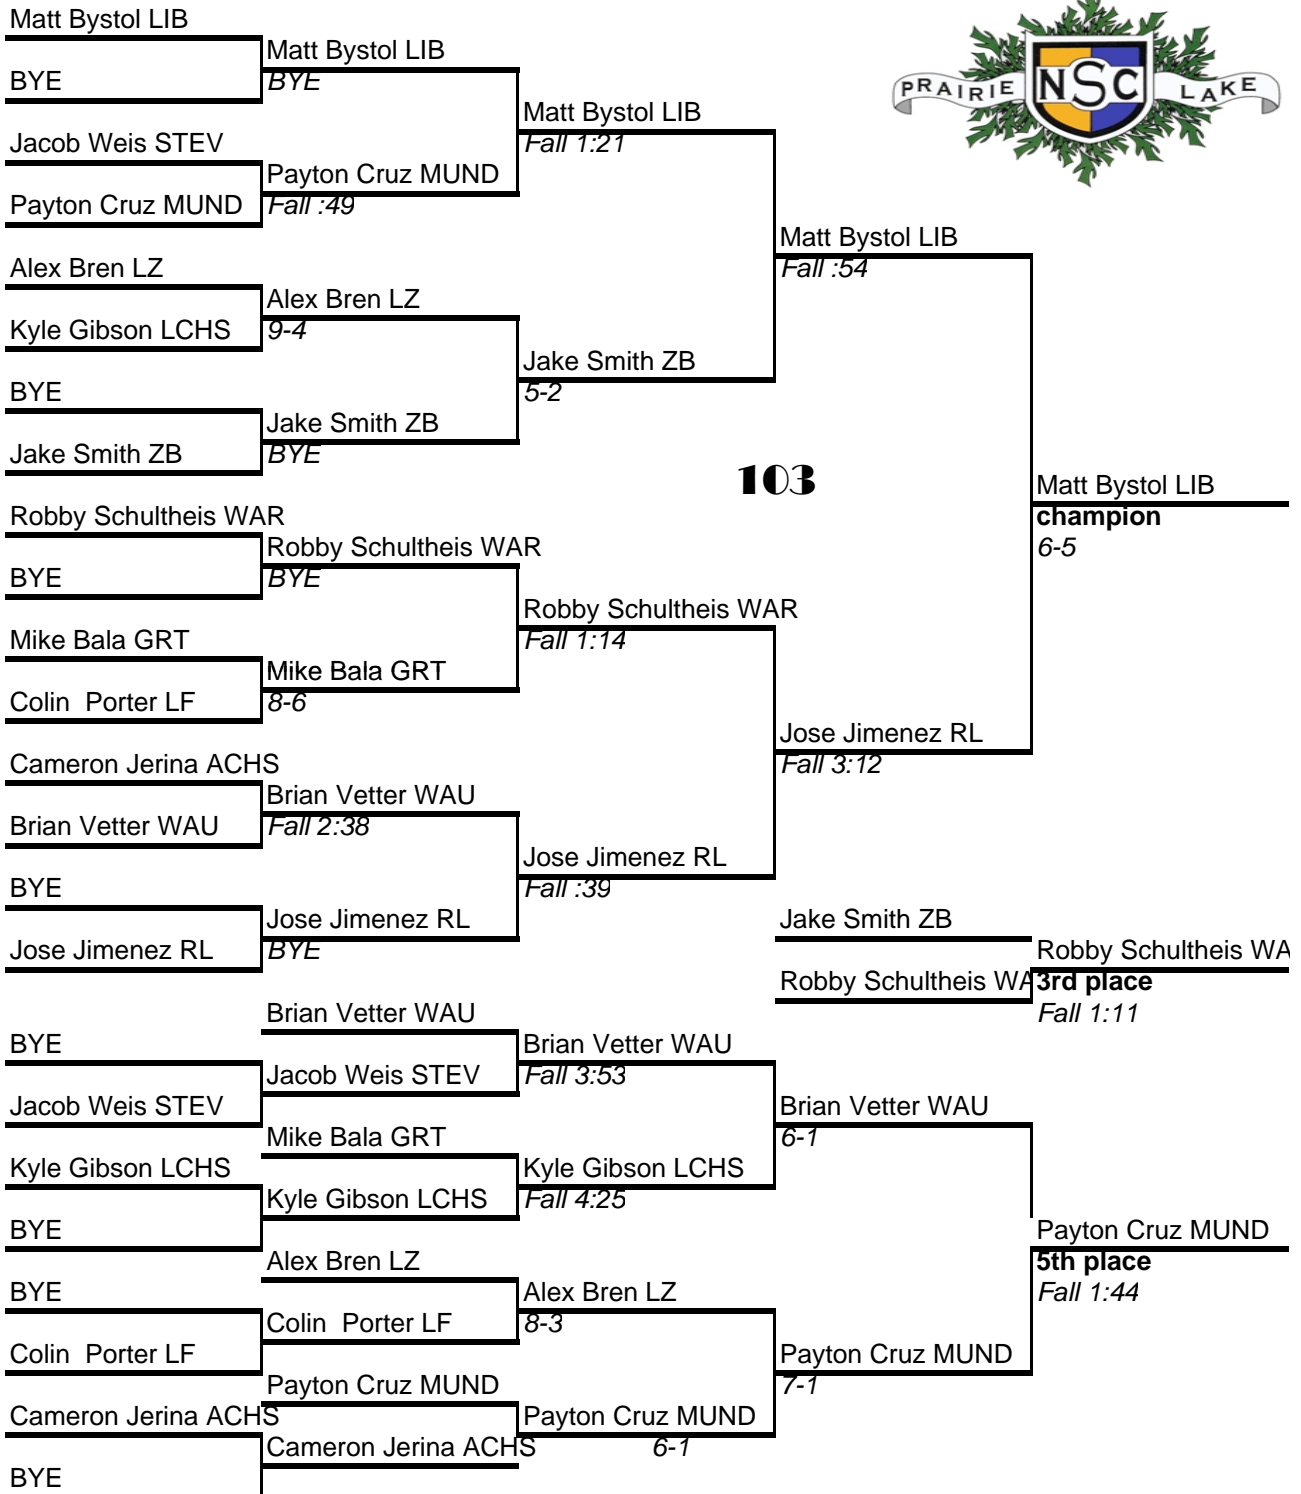 Matt Bystol LIB
BYE
Jacob Weis STEV
Payton Cruz MUND
Alex Bren LZ
Kyle Gibson LCHS
BYE
Jake Smith ZB
Robby Schultheis WAR
BYE
Mike Bala GRT
Colin  Porter LF
Cameron Jerina ACHS
Brian Vetter WAU
BYE
Jose Jimenez RL
BYE
Jacob Weis STEV
Kyle Gibson LCHS
BYE
BYE
Colin  Porter LF
Cameron Jerina ACHS
BYE
Matt Bystol LIB
BYE
Payton Cruz MUND
Fall :49
Alex Bren LZ
9-4
Jake Smith ZB
BYE
Robby Schultheis WAR
BYE
Mike Bala GRT
8-6
Brian Vetter WAU
Fall 2:38
Jose Jimenez RL
BYE
Brian Vetter WAU
Jacob Weis STEV
Mike Bala GRT
Kyle Gibson LCHS
Alex Bren LZ
Colin  Porter LF
Payton Cruz MUND
Cameron Jerina ACHS
Matt Bystol LIB
Fall 1:21
Jake Smith ZB
5-2
Robby Schultheis WAR
Fall 1:14
Jose Jimenez RL
Fall :39
Brian Vetter WAU
Fall 3:53
Kyle Gibson LCHS
Fall 4:25
Alex Bren LZ
8-3
Payton Cruz MUND
6-1
PRAIRIE NSC LAKE
Matt Bystol LIB
Fall :54
103
Jose Jimenez RL
Fall 3:12
Jake Smith ZB
Robby Schultheis WA
Brian Vetter WAU
6-1
Payton Cruz MUND
7-1
Matt Bystol LIB
champion
6-5
Robby Schultheis WA
3rd place
Fall 1:11
Payton Cruz MUND
5th place
Fall 1:44